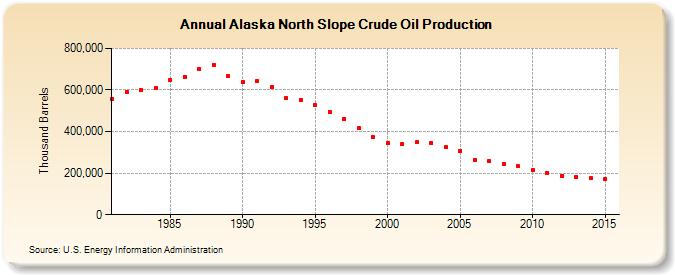 Annual Alaska North Slope Crude Oil Production
Thousand Barrels
800,000
600,000
400,000
200,000
0
1985 1990 1995 2000 2005 2010 2015
Source: U.S. Energy Information Administration